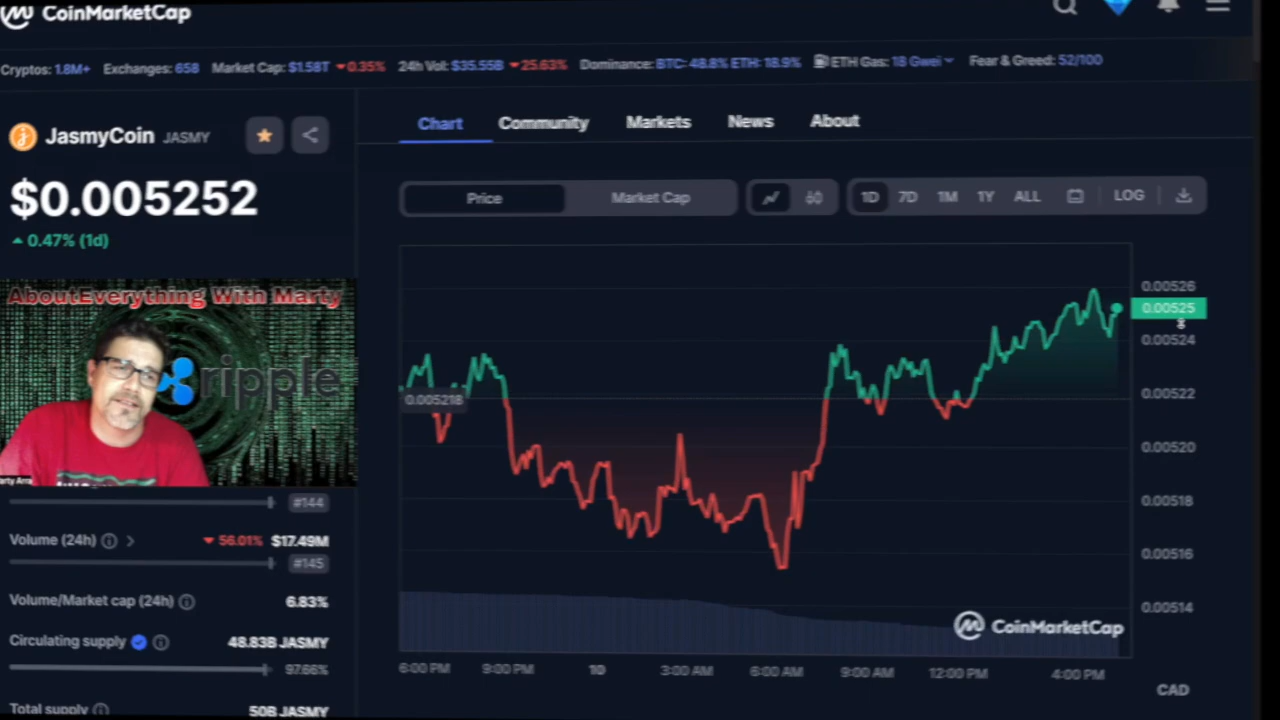 CoinMarketCap
Cryptos: 1.8M+ Exchanges: 658 Market Cap: $1.58T 0.35% 24h Vol: $35.55B 25.63% Dominance: BTC: 48.8% ETH: 18.9% ETH Gas: 18 Gwei Fear & Greed: 52/100
JasmyCoin JASMY
$0.005252
0.47% (1d)
AboutEverything With Marty
ripple
#144
Volume (24h) 56.01% $17.49M
#145
Volume/Market cap (24h) 6.83%
Circulating supply 48.83B JASMY
97.66%
Total supply 50B JASMY
Chart Community Markets News About
Price Market Cap 1D 7D 1M 1Y ALL LOG
0.00526
0.00525
0.00524
0.005218
0.00522
0.00520
0.00518
0.00516
0.00514
CoinMarketCap
6:00 PM 9:00 PM 10 3:00 AM 6:00 AM 9:00 AM 12:00 PM 4:00 PM
CAD